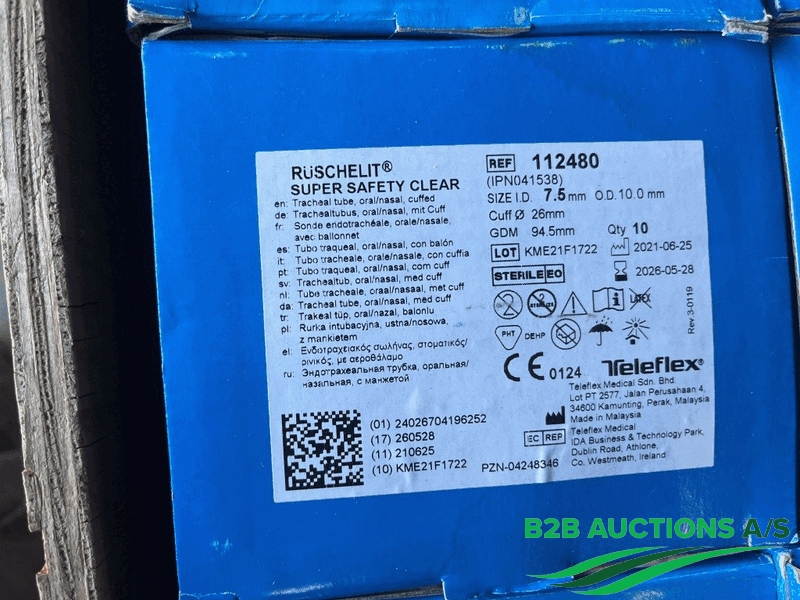 RÜSCHELIT®
SUPER SAFETY CLEAR
en: Tracheal tube, oral/nasal, cuffed
de: Trachealtubus, oral/nasal, mit Cuff
fr: Sonde endotrachéale, orale/nasale,
avec ballonnet
es: Tubo traqueal, oral/nasal, con balón
it: Tubo tracheale, orale/nasale, con cuffia
pt: Tubo traqueal, oral/nasal, com cuff
sv: Trachealtub, oral/nasal, med cuff
nl: Tube tracheale, oraal/nasaal, met cuff
da: Tracheal tube, oral/nasal, med cuff
tr: Trakeal tüp, oral/nazal, balonlu
pl: Rurka intubacyjna, ustna/nosowa,
z mankietem
el: Ενδοτραχειακός σωλήνας, στοματικός/
ρινικός, με αεροθάλαμο
ru: Эндотрахеальная трубка, оральная/
назальная, с манжетой
REF 112480
(IPN041538)
SIZE I.D. 7.5mm O.D. 10.0 mm
Cuff Ø 26mm
GDM 94.5mm Qty 10
LOT KME21F1722 2021-06-25
STERILE EO 2026-05-28
2 STERILIZE LATEX
PHT DEHP
Rev 3-0119
CE 0124 Teleflex®
Teleflex Medical Sdn. Bhd.
Lot PT 2577, Jalan Perusahaan 4,
34600 Kamunting, Perak, Malaysia
Made in Malaysia
EC REP Teleflex Medical
IDA Business & Technology Park,
Dublin Road, Athlone,
Co. Westmeath, Ireland
(01) 24026704196252
(17) 260528
(11) 210625
(10) KME21F1722 PZN-04248346
B2B AUCTIONS A/S